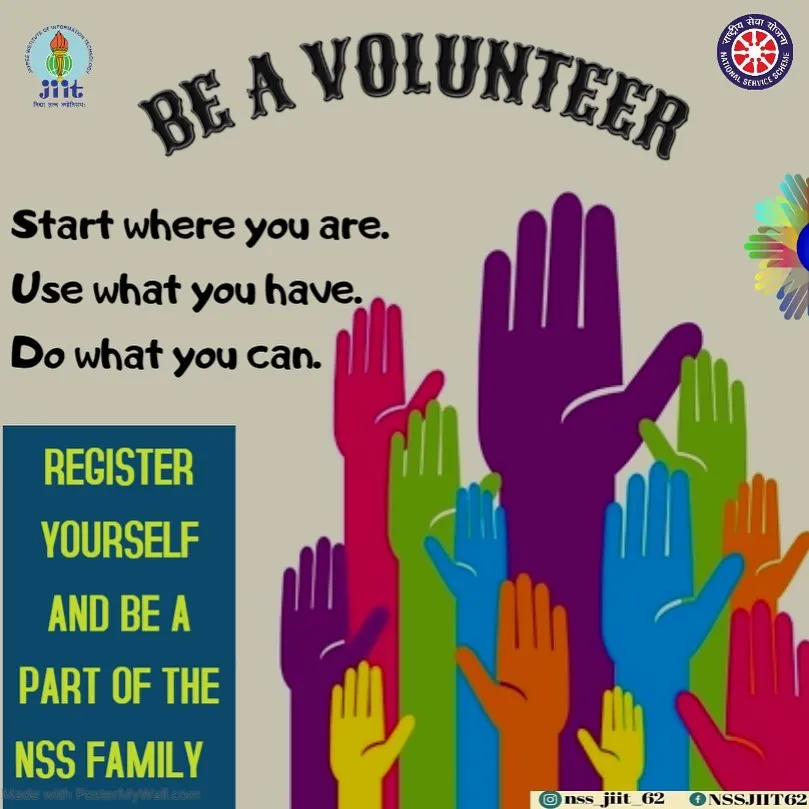 JAYPEE INSTITUTE OF INFORMATION TECHNOLOGY
jiit
विद्या तत्व ज्योतिसमः
BE A VOLUNTEER
राष्ट्रीय सेवा योजना
NATIONAL SERVICE SCHEME
Start where you are.
Use what you have.
Do what you can.
REGISTER
YOURSELF
AND BE A
PART OF THE
NSS FAMILY
Made with PosterMyWall.com
nss_jiit_62
NSSJIIT62